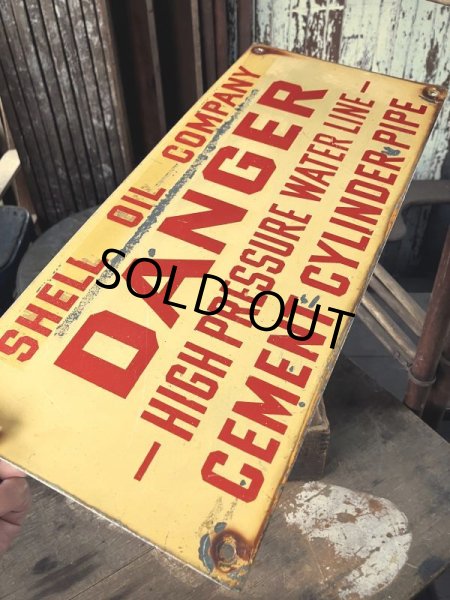 SHELL OIL COMPANY
DANGER
-HIGH PRESSURE WATER LINE-
CEMENT CYLINDER PIPE
SOLD OUT